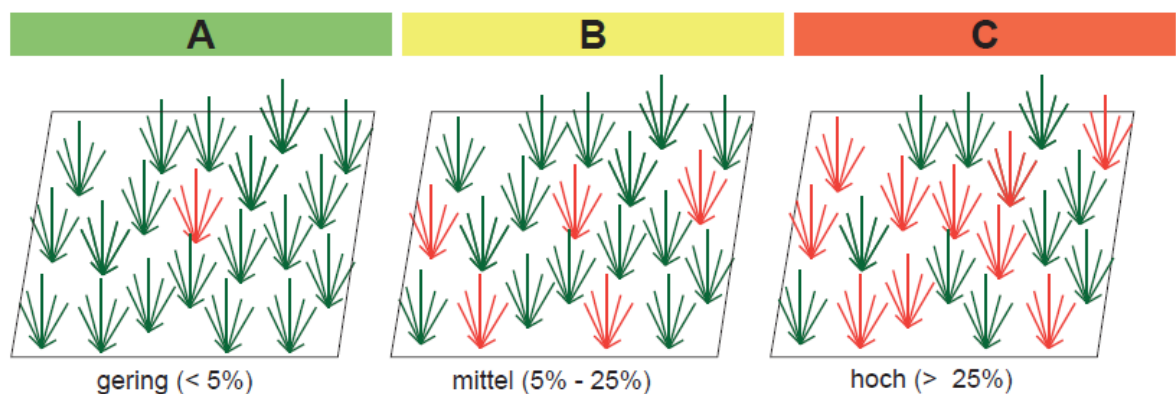 A
B
C
gering (< 5%)
mittel (5% - 25%)
hoch (> 25%)